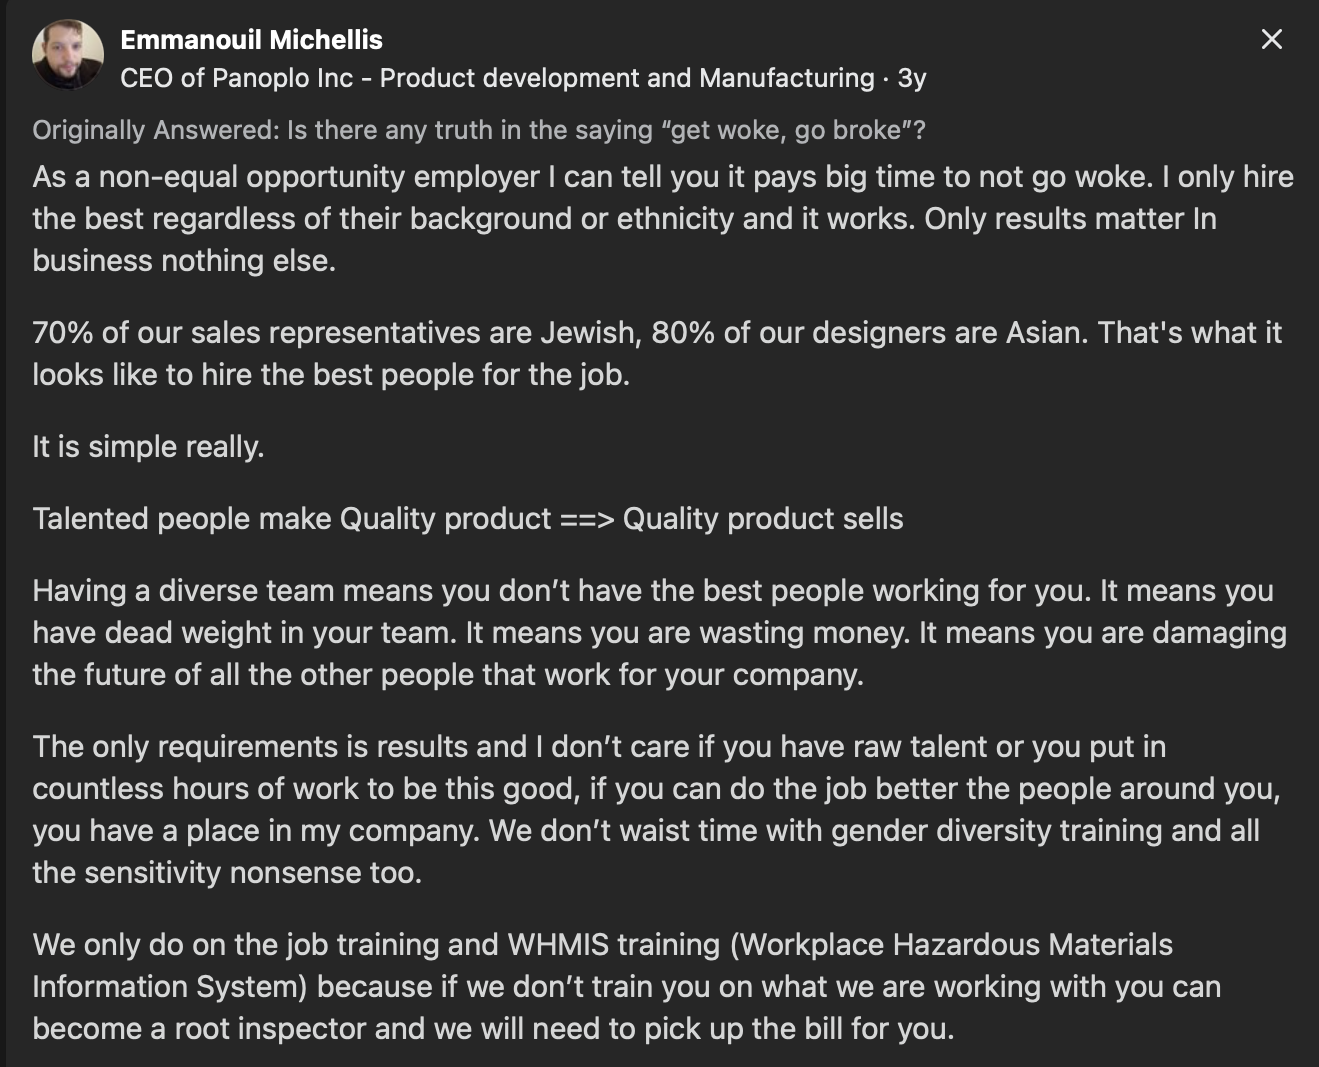 Emmanouil Michellis
CEO of Panoplo Inc - Product development and Manufacturing · 3y
Originally Answered: Is there any truth in the saying “get woke, go broke”?
As a non-equal opportunity employer I can tell you it pays big time to not go woke. I only hire
the best regardless of their background or ethnicity and it works. Only results matter In
business nothing else.
70% of our sales representatives are Jewish, 80% of our designers are Asian. That's what it
looks like to hire the best people for the job.
It is simple really.
Talented people make Quality product ==> Quality product sells
Having a diverse team means you don’t have the best people working for you. It means you
have dead weight in your team. It means you are wasting money. It means you are damaging
the future of all the other people that work for your company.
The only requirements is results and I don’t care if you have raw talent or you put in
countless hours of work to be this good, if you can do the job better the people around you,
you have a place in my company. We don’t waist time with gender diversity training and all
the sensitivity nonsense too.
We only do on the job training and WHMIS training (Workplace Hazardous Materials
Information System) because if we don’t train you on what we are working with you can
become a root inspector and we will need to pick up the bill for you.